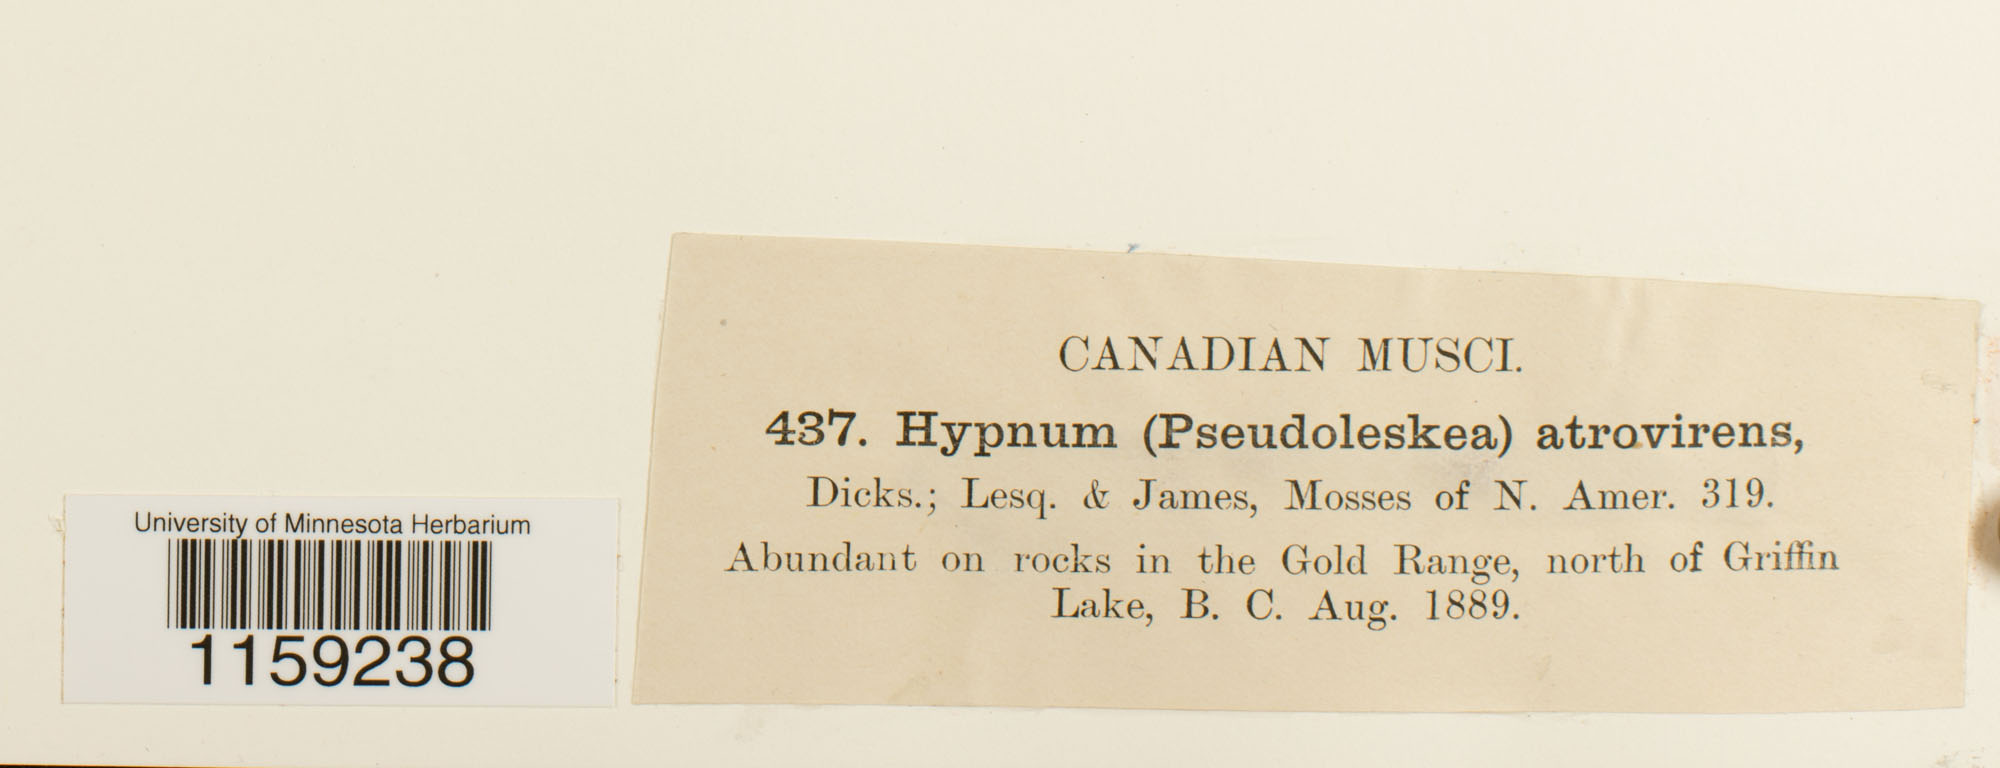 CANADIAN MUSCI.
437. Hypnum (Pseudoleskea) atrovirens,
Dicks.; Lesq. & James, Mosses of N. Amer. 319.
Abundant on rocks in the Gold Range, north of Griffin
Lake, B. C. Aug. 1889.
University of Minnesota Herbarium
1159238